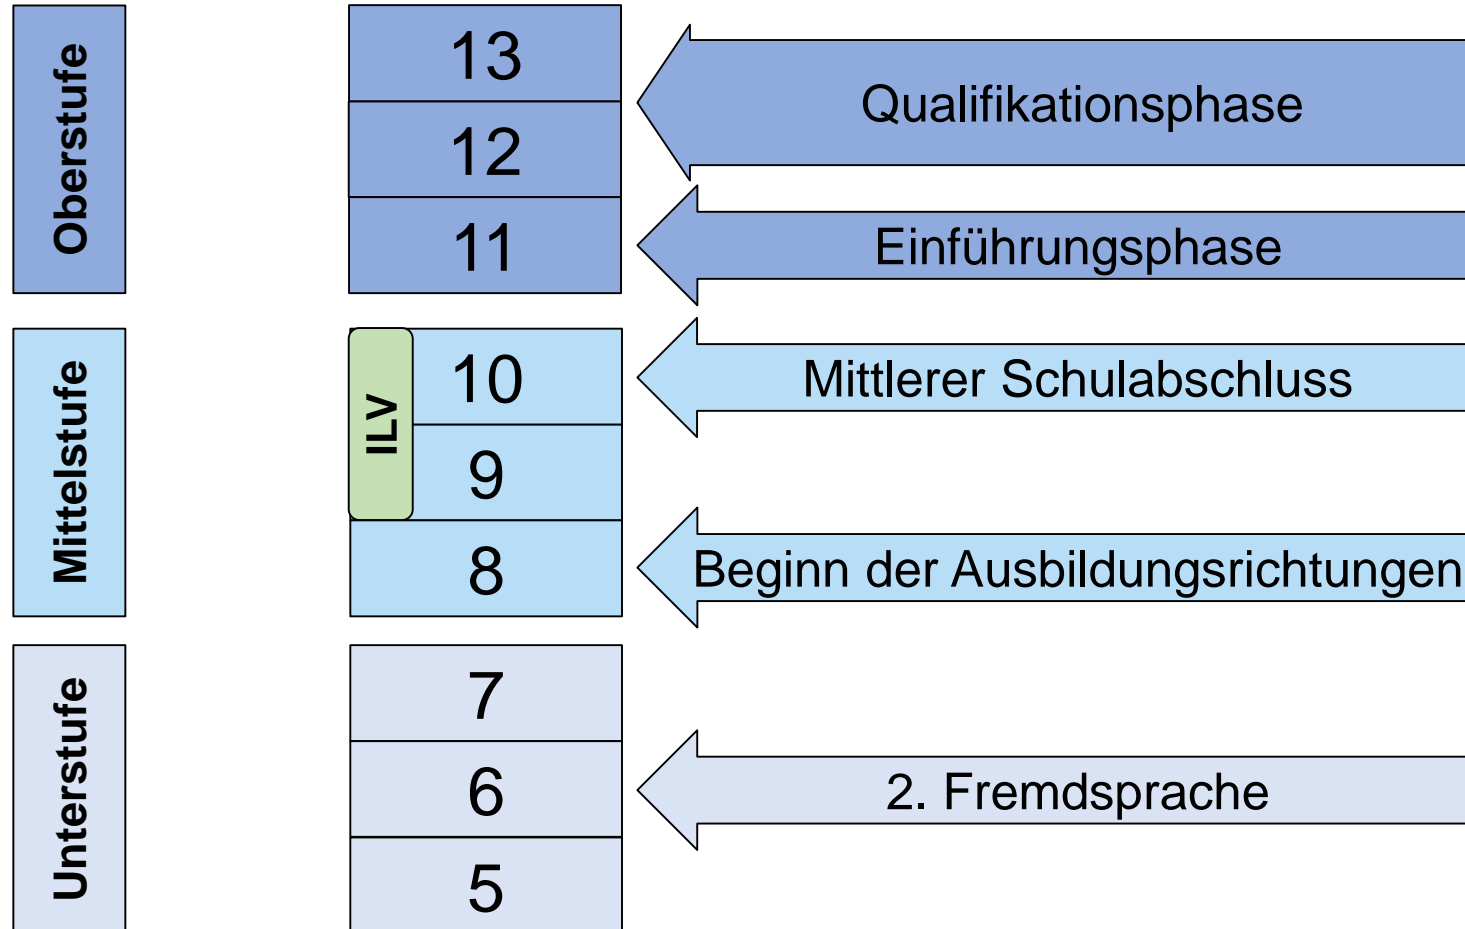 Oberstufe
13
12
11
Qualifikationsphase
Einführungsphase
Mittelstufe
ILV
10
9
8
Mittlerer Schulabschluss
Beginn der Ausbildungsrichtungen
Unterstufe
7
6
5
2. Fremdsprache